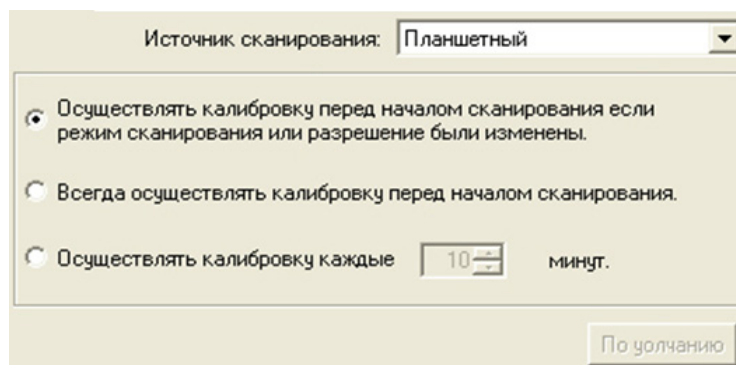 Источник сканирования: Планшетный
Осуществлять калибровку перед началом сканирования если
режим сканирования или разрешение были изменены.
Всегда осуществлять калибровку перед началом сканирования.
Осуществлять калибровку каждые 10 минут.
По уолчанию